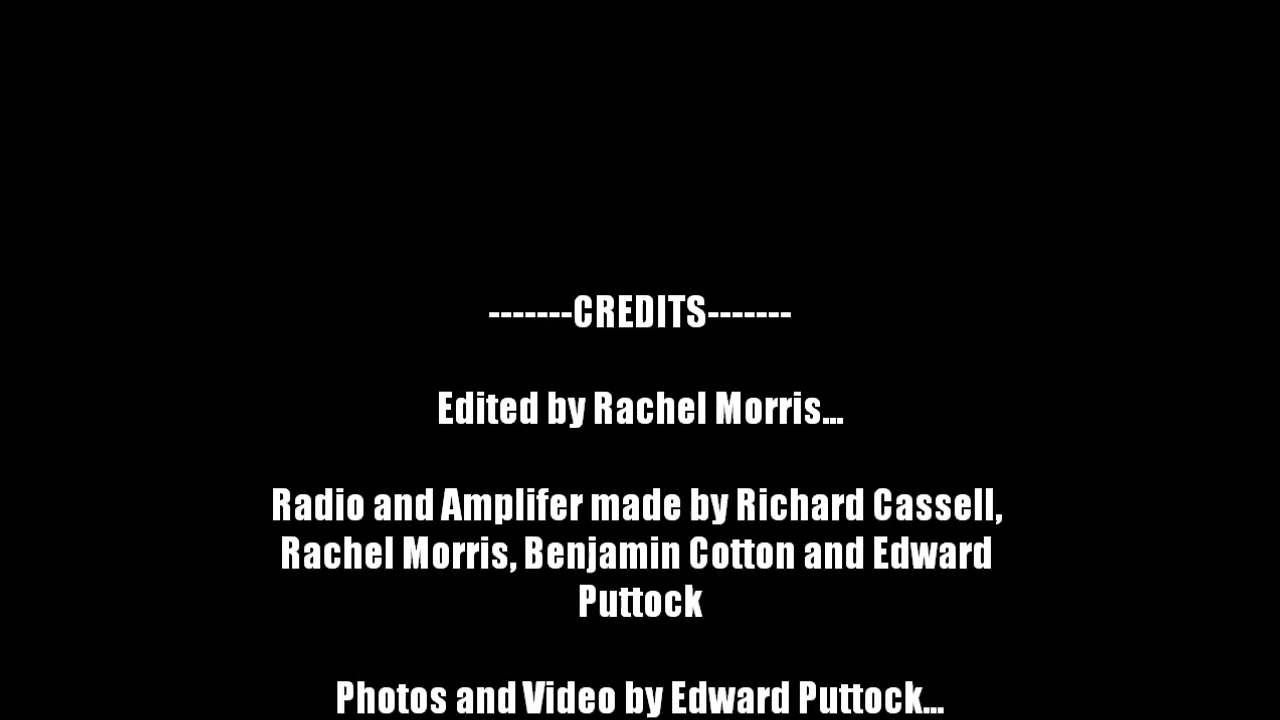 -------CREDITS-------
Edited by Rachel Morris...
Radio and Amplifer made by Richard Cassell,
Rachel Morris, Benjamin Cotton and Edward
Puttock
Photos and Video by Edward Puttock...